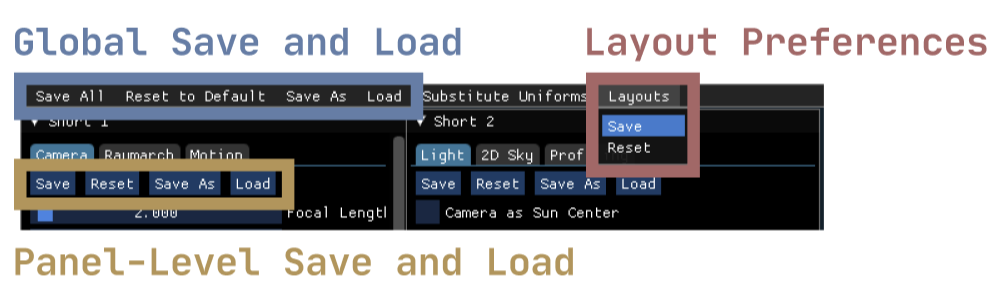 Global Save and Load Layout Preferences
Save All Reset to Default Save As Load Substitute Uniforms Layouts
Short 1 Short 2 Save
Reset
Camera Raymarch Motion Light 2D Sky Prof
Save Reset Save As Load Save Reset Save As Load
2.000 Focal Lengt Camera as Sun Center
Panel-Level Save and Load